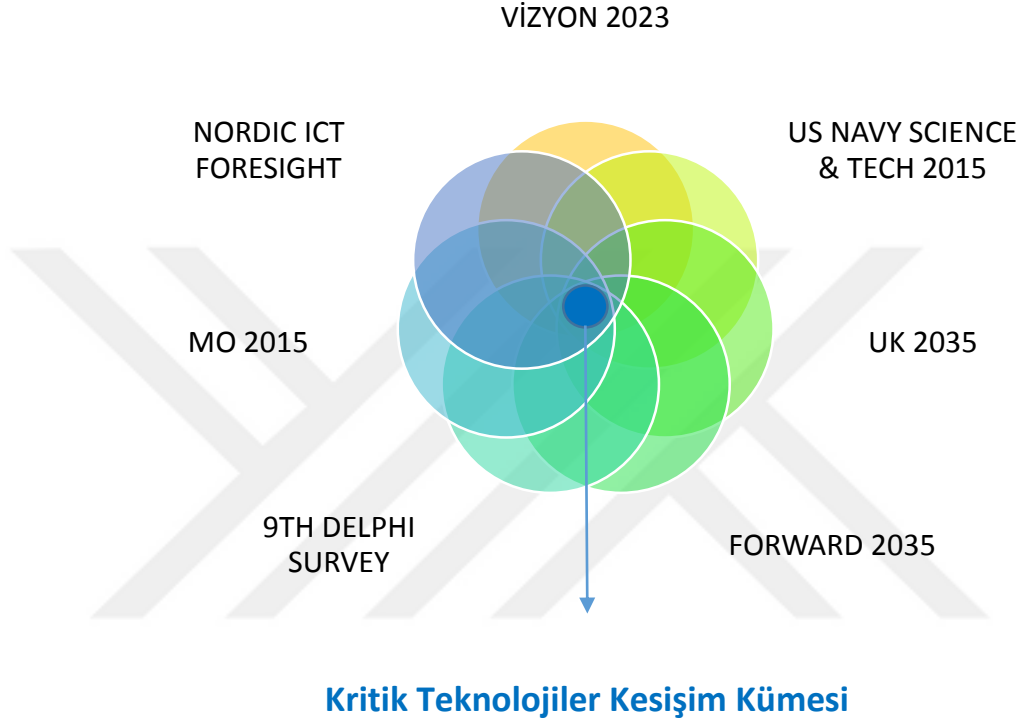 VİZYON 2023
NORDIC ICT
FORESIGHT
US NAVY SCIENCE
& TECH 2015
MO 2015
UK 2035
9TH DELPHI
SURVEY
FORWARD 2035
Kritik Teknolojiler Kesişim Kümesi